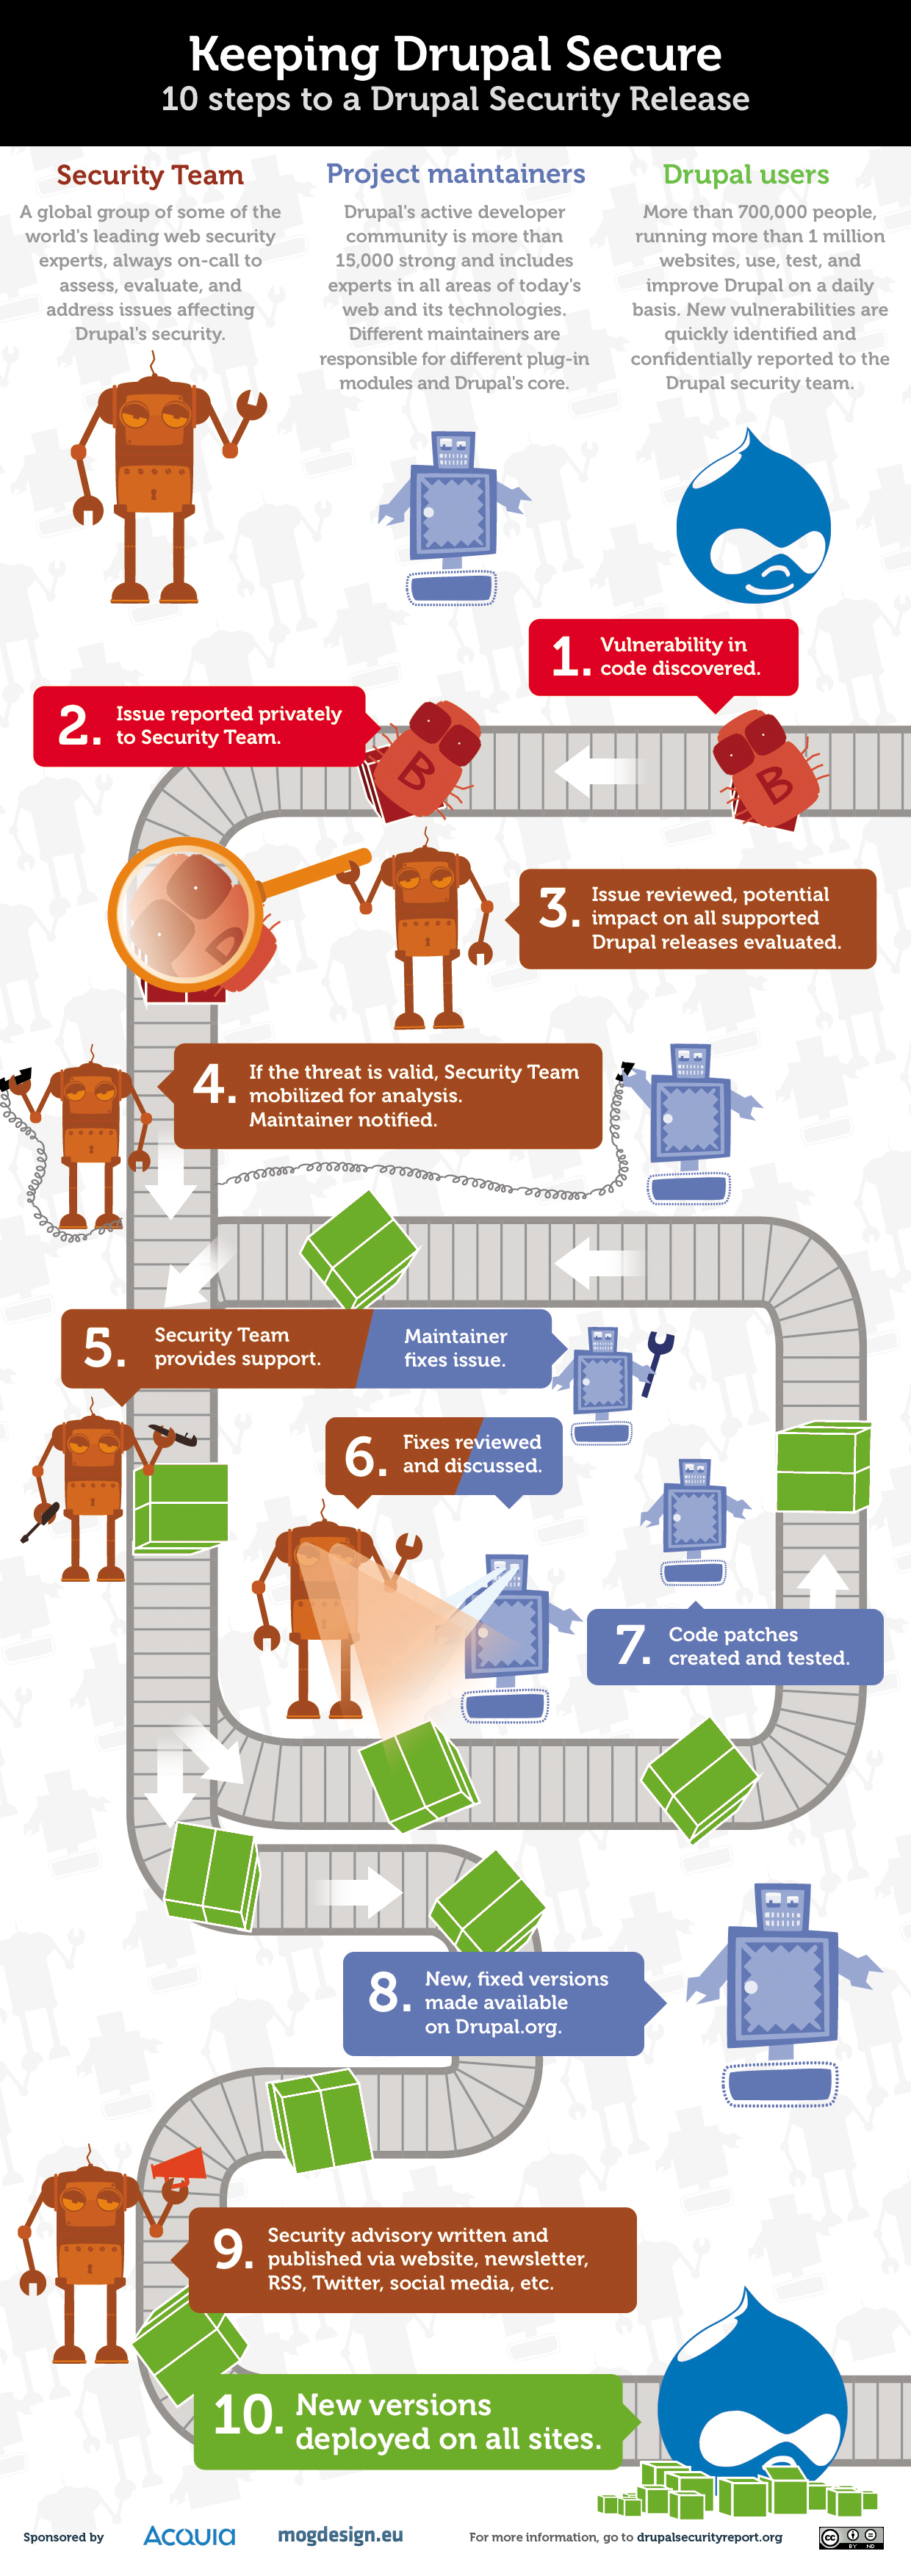 Keeping Drupal Secure
10 steps to a Drupal Security Release
Security Team
A global group of some of the
world's leading web security
experts, always on-call to
assess, evaluate, and
address issues affecting
Drupal's security.
Project maintainers
Drupal's active developer
community is more than
15,000 strong and includes
experts in all areas of today's
web and its technologies.
Different maintainers are
responsible for different plug-in
modules and Drupal's core.
Drupal users
More than 700,000 people,
running more than 1 million
websites, use, test, and
improve Drupal on a daily
basis. New vulnerabilities are
quickly identified and
confidentially reported to the
Drupal security team.
1. Vulnerability in
code discovered.
2. Issue reported privately
to Security Team.
B
B
3. Issue reviewed, potential
impact on all supported
Drupal releases evaluated.
4. If the threat is valid, Security Team
mobilized for analysis.
Maintainer notified.
5. Security Team
provides support.
Maintainer
fixes issue.
6. Fixes reviewed
and discussed.
7. Code patches
created and tested.
8. New, fixed versions
made available
on Drupal.org.
9. Security advisory written and
published via website, newsletter,
RSS, Twitter, social media, etc.
10. New versions
deployed on all sites.
Sponsored by
Acquia
mogdesign.eu
For more information, go to drupalsecurityreport.org
cc
BY ND